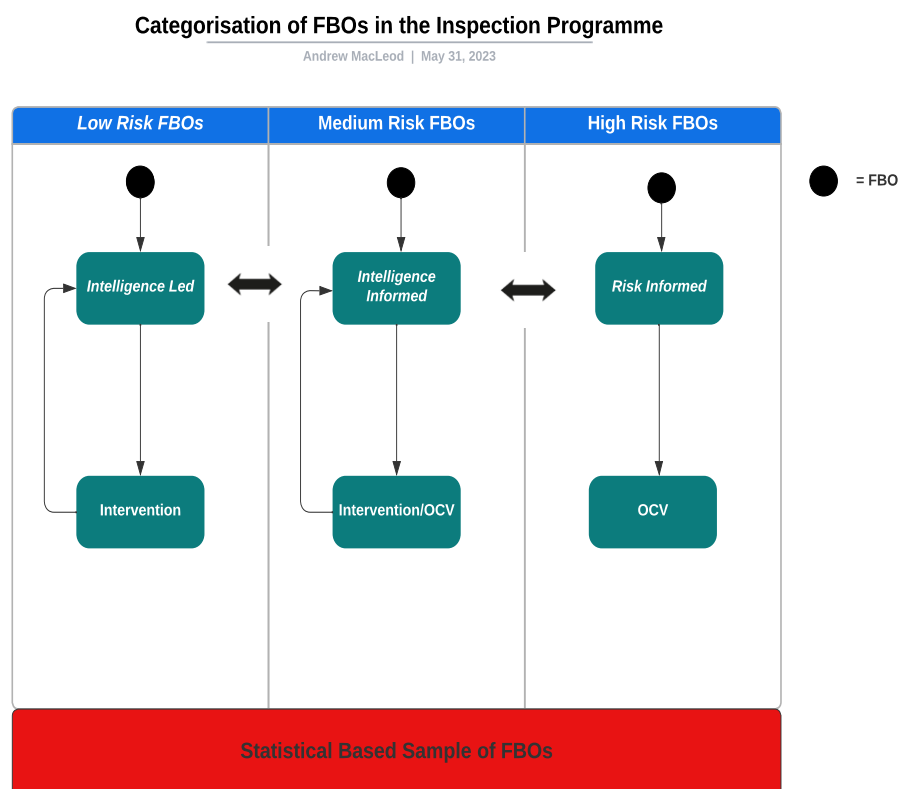 Categorisation of FBOs in the Inspection Programme
Andrew MacLeod | May 31, 2023
Low Risk FBOs
Medium Risk FBOs
High Risk FBOs
= FBO
Intelligence Led
Intelligence
Informed
Risk Informed
Intervention
Intervention/OCV
OCV
Statistical Based Sample of FBOs